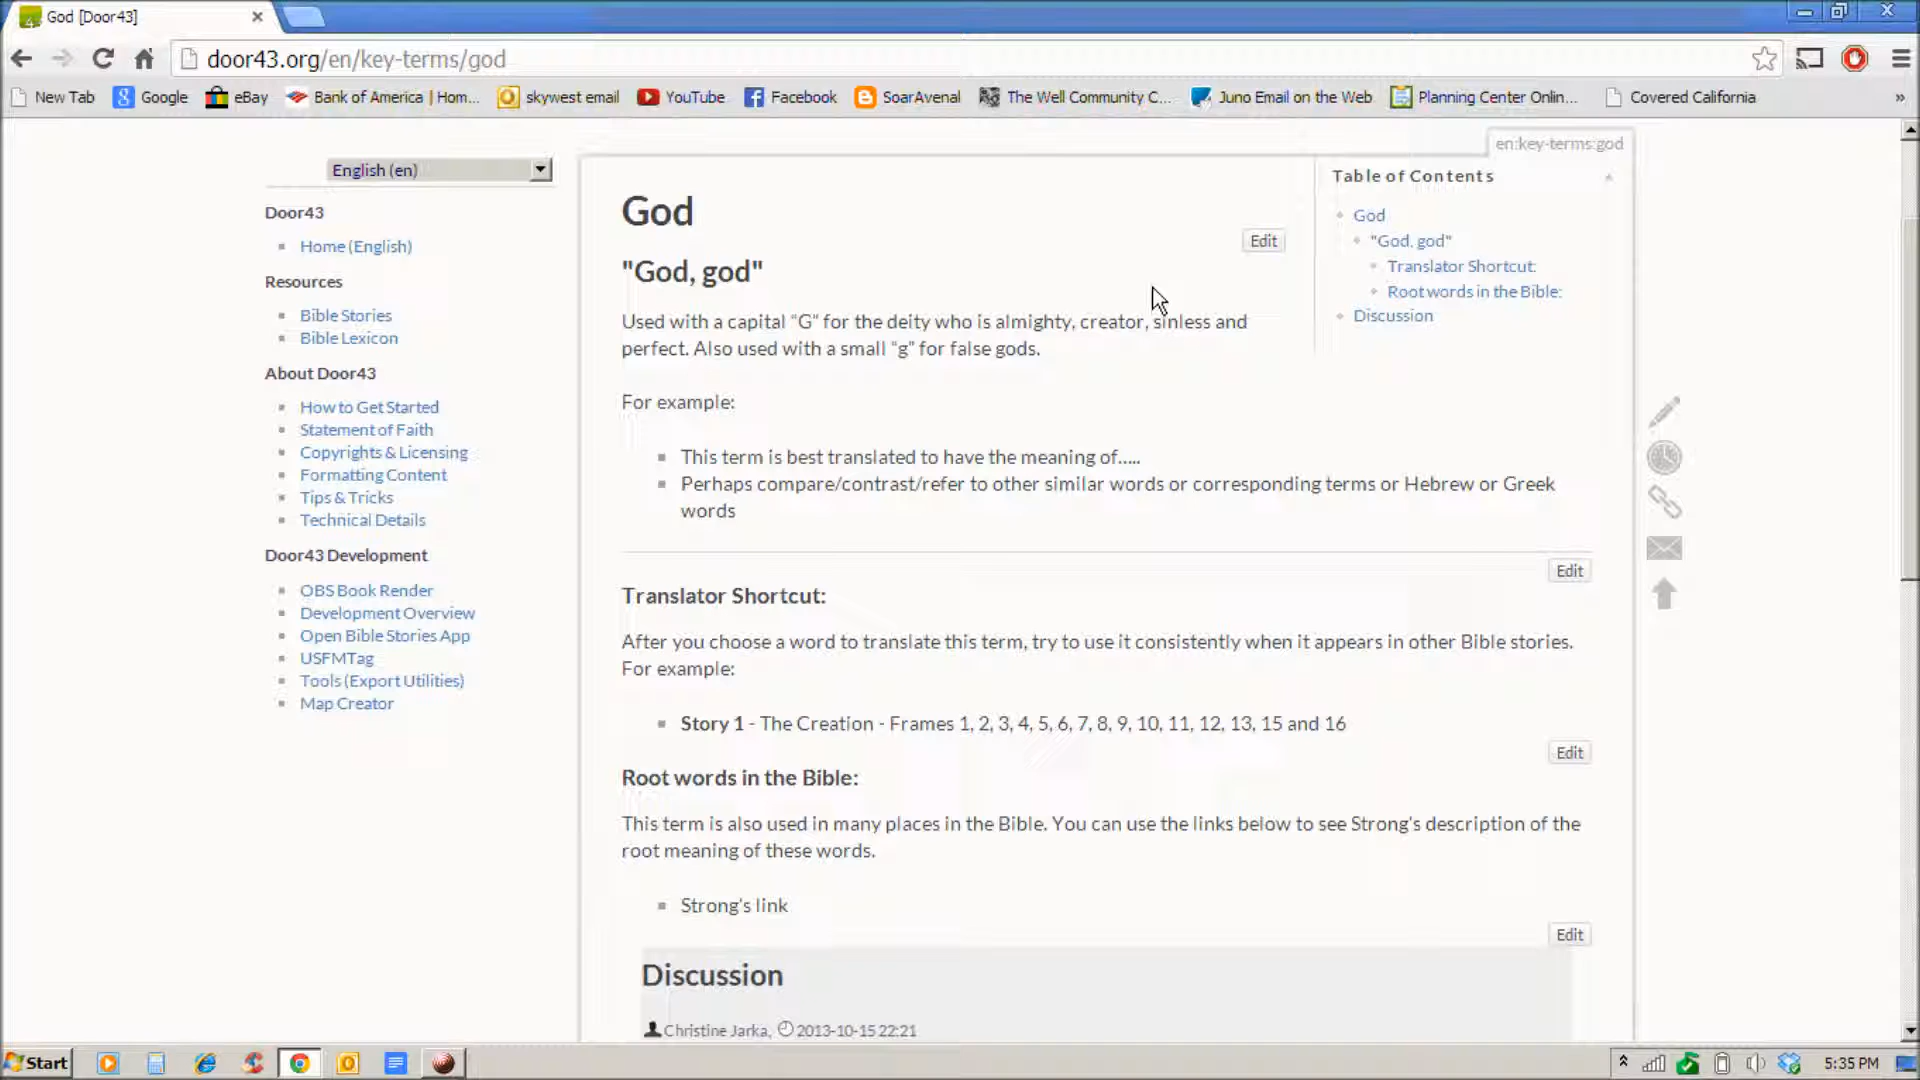 God [Door43]
door43.org/en/key-terms/god
New Tab
Google
eBay
Bank of America | Hom...
skywest email
YouTube
Facebook
SoarAvenal
The Well Community C...
Juno Email on the Web
Planning Center Onlin...
Covered California
»
en:key-terms:god
English (en)
Door43
Home (English)
Resources
Bible Stories
Bible Lexicon
About Door43
How to Get Started
Statement of Faith
Copyrights & Licensing
Formatting Content
Tips & Tricks
Technical Details
Door43 Development
OBS Book Render
Development Overview
Open Bible Stories App
USFMTag
Tools (Export Utilities)
Map Creator
God
Edit
"God, god"
Used with a capital “G” for the deity who is almighty, creator, sinless and
perfect. Also used with a small “g” for false gods.
For example:
This term is best translated to have the meaning of…..
Perhaps compare/contrast/refer to other similar words or corresponding terms or Hebrew or Greek
words
Edit
Translator Shortcut:
After you choose a word to translate this term, try to use it consistently when it appears in other Bible stories.
For example:
Story 1 - The Creation - Frames 1, 2, 3, 4, 5, 6, 7, 8, 9, 10, 11, 12, 13, 15 and 16
Edit
Root words in the Bible:
This term is also used in many places in the Bible. You can use the links below to see Strong's description of the
root meaning of these words.
Strong's link
Edit
Discussion
Christine Jarka, 2013-10-15 22:21
Table of Contents
God
"God, god"
Translator Shortcut:
Root words in the Bible:
Discussion
Start
5:35 PM